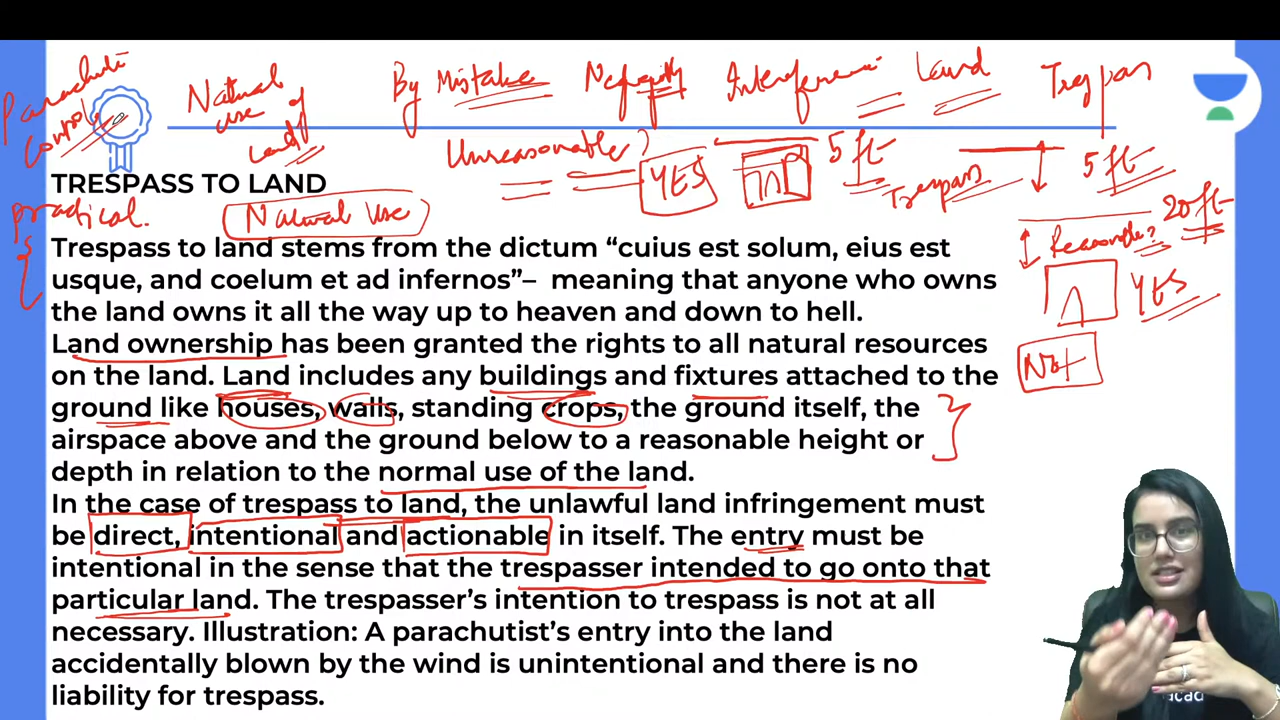 Parachute
control
Natural
use of
land
By Mistake
Interference
Land
Trespass
Unreasonable?
YES
5 ft
Trespass
5 ft
20 ft
Reasonable?
YES
Not
TRESPASS TO LAND
practical.
Natural Use
Trespass to land stems from the dictum “cuius est solum, eius est
usque, and coelum et ad infernos”– meaning that anyone who owns
the land owns it all the way up to heaven and down to hell.
Land ownership has been granted the rights to all natural resources
on the land. Land includes any buildings and fixtures attached to the
ground like houses, walls, standing crops, the ground itself, the
airspace above and the ground below to a reasonable height or
depth in relation to the normal use of the land.
In the case of trespass to land, the unlawful land infringement must
be direct, intentional and actionable in itself. The entry must be
intentional in the sense that the trespasser intended to go onto that
particular land. The trespasser’s intention to trespass is not at all
necessary. Illustration: A parachutist’s entry into the land
accidentally blown by the wind is unintentional and there is no
liability for trespass.